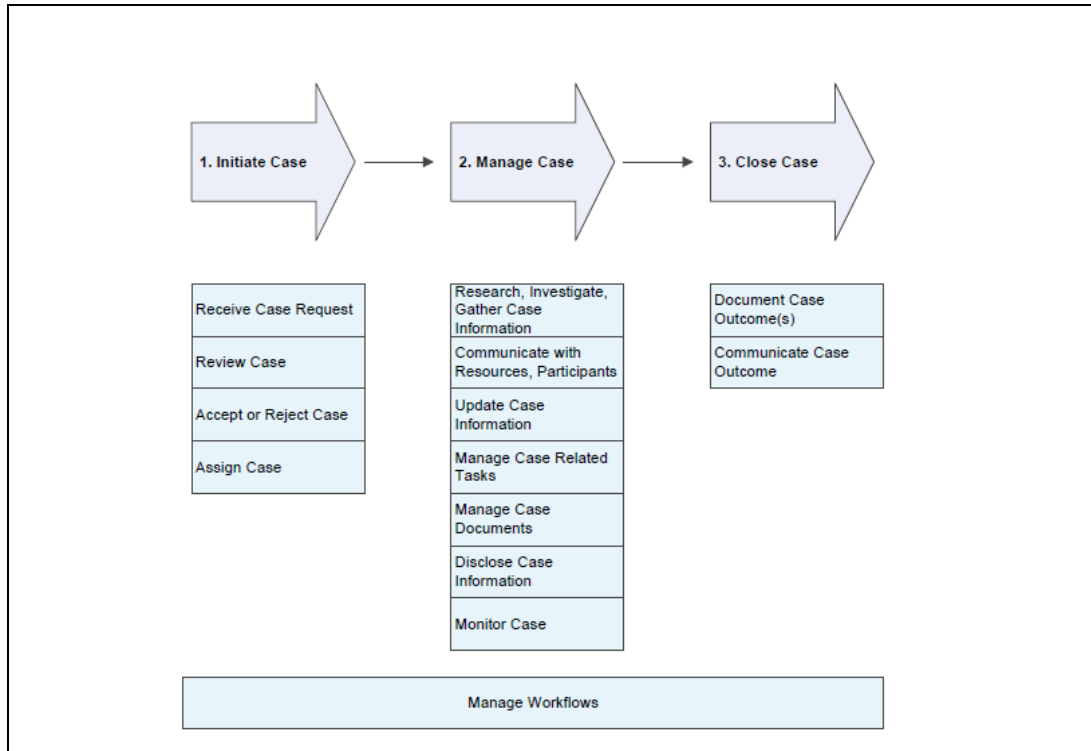 1. Initiate Case
2. Manage Case
3. Close Case
Receive Case Request
Review Case
Accept or Reject Case
Assign Case
Research, Investigate,
Gather Case
Information
Communicate with
Resources, Participants
Update Case
Information
Manage Case Related
Tasks
Manage Case
Documents
Disclose Case
Information
Monitor Case
Document Case
Outcome(s)
Communicate Case
Outcome
Manage Workflows